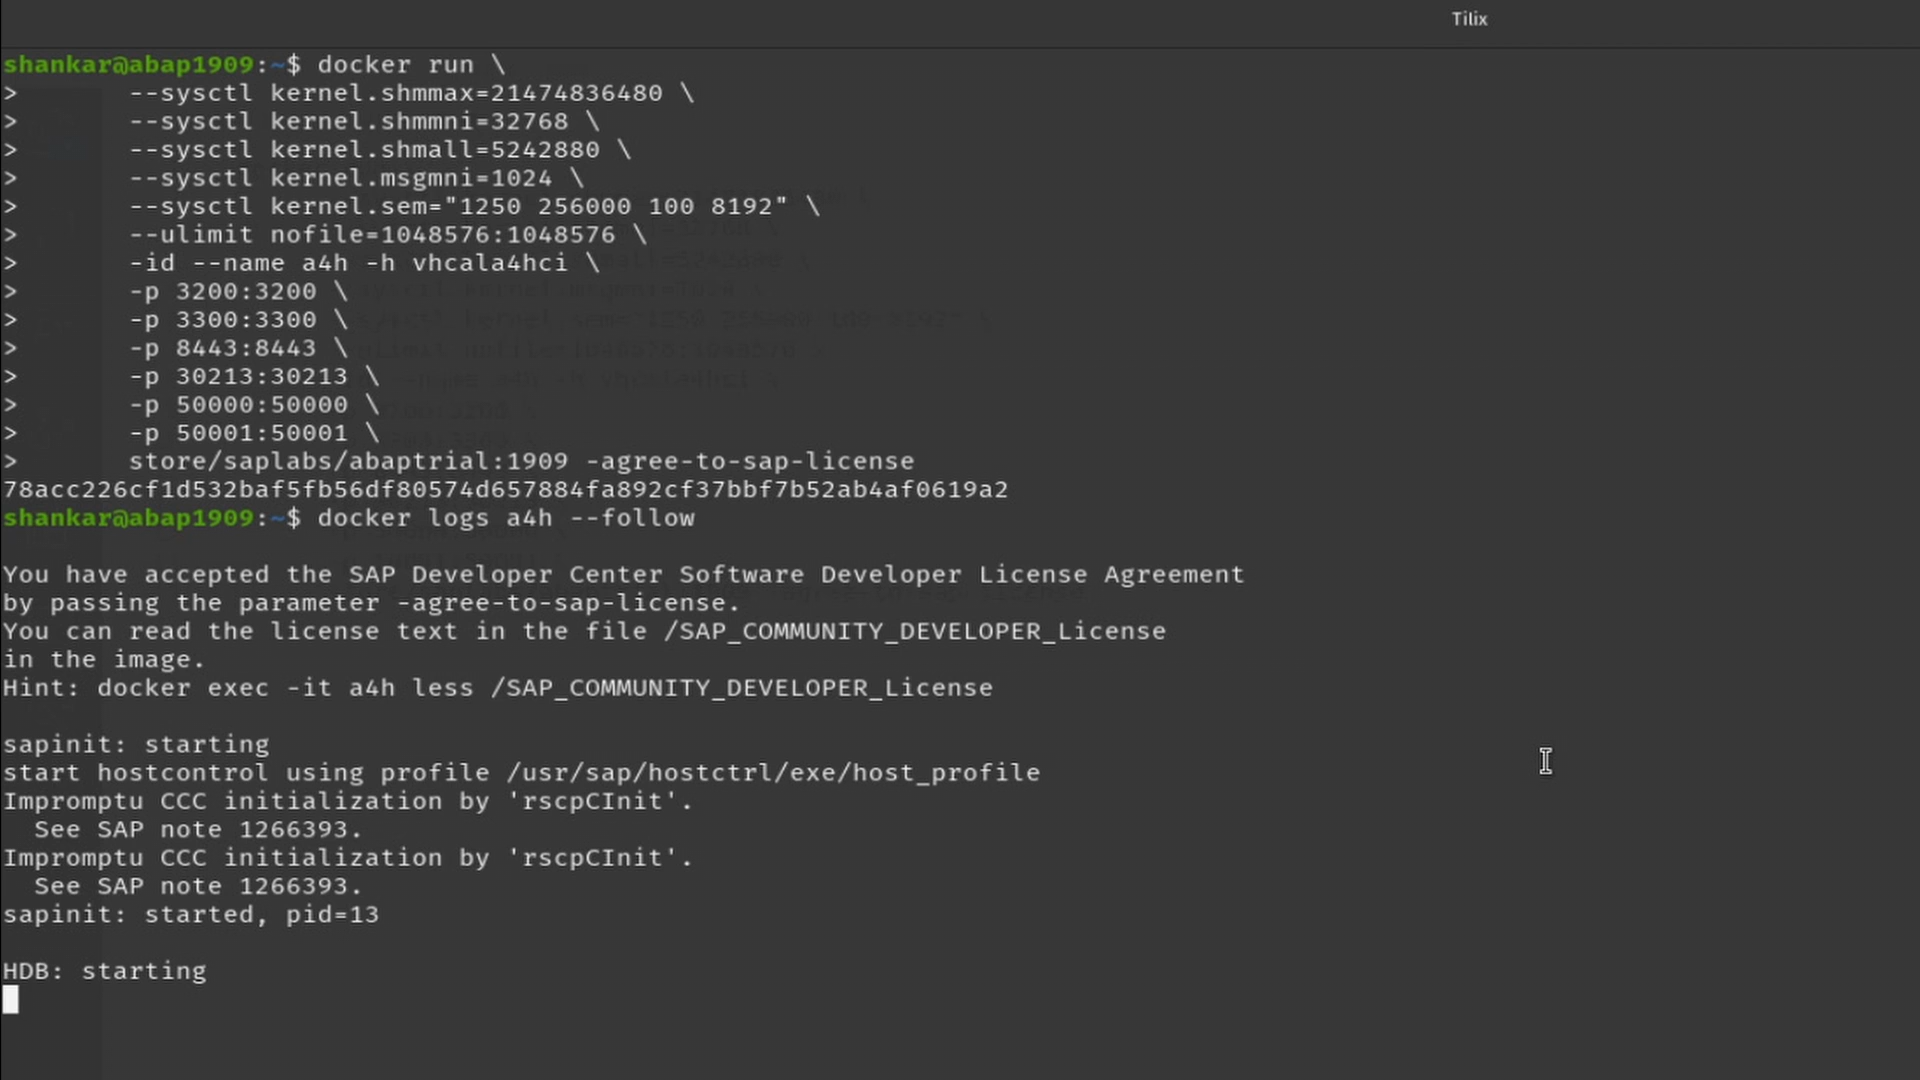 Tilix
shankar@abap1909:~$ docker run \
> --sysctl kernel.shmmax=21474836480 \
> --sysctl kernel.shmmni=32768 \
> --sysctl kernel.shmall=5242880 \
> --sysctl kernel.msgmni=1024 \
> --sysctl kernel.sem="1250 256000 100 8192" \
> --ulimit nofile=1048576:1048576 \
> -id --name a4h -h vhcala4hci \
> -p 3200:3200 \
> -p 3300:3300 \
> -p 8443:8443 \
> -p 30213:30213 \
> -p 50000:50000 \
> -p 50001:50001 \
> store/saplabs/abaptrial:1909 -agree-to-sap-license
78acc226cf1d532baf5fb56df80574d657884fa892cf37bbf7b52ab4af0619a2
shankar@abap1909:~$ docker logs a4h --follow
You have accepted the SAP Developer Center Software Developer License Agreement
by passing the parameter -agree-to-sap-license.
You can read the license text in the file /SAP_COMMUNITY_DEVELOPER_License
in the image.
Hint: docker exec -it a4h less /SAP_COMMUNITY_DEVELOPER_License
sapinit: starting
start hostcontrol using profile /usr/sap/hostctrl/exe/host_profile
Impromptu CCC initialization by 'rscpCInit'.
See SAP note 1266393.
Impromptu CCC initialization by 'rscpCInit'.
See SAP note 1266393.
sapinit: started, pid=13
HDB: starting